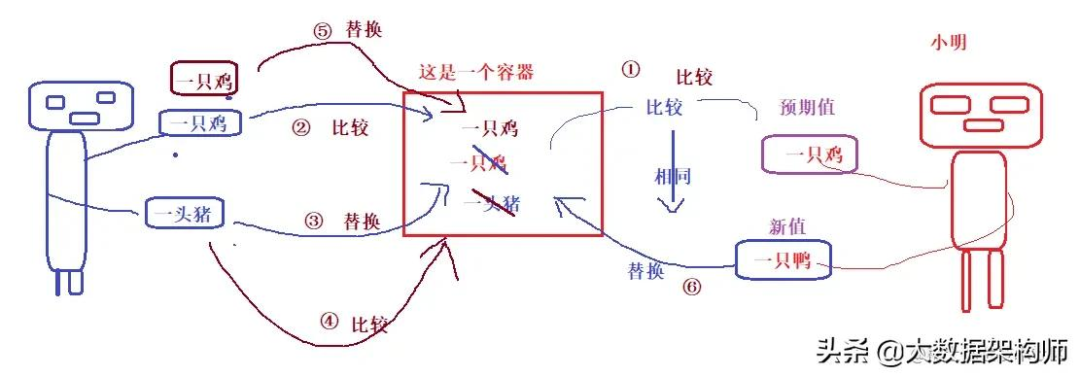 ⑤ 替换
小明
一只鸡
这是一个容器
① 比较
一只鸡
② 比较
比较
预期值
一只鸡
一只鸡
一只鸡
相同
一头猪
③ 替换
一头猪
新值
替换
⑥
一只鸭
④ 比较
头条 @大数据架构师